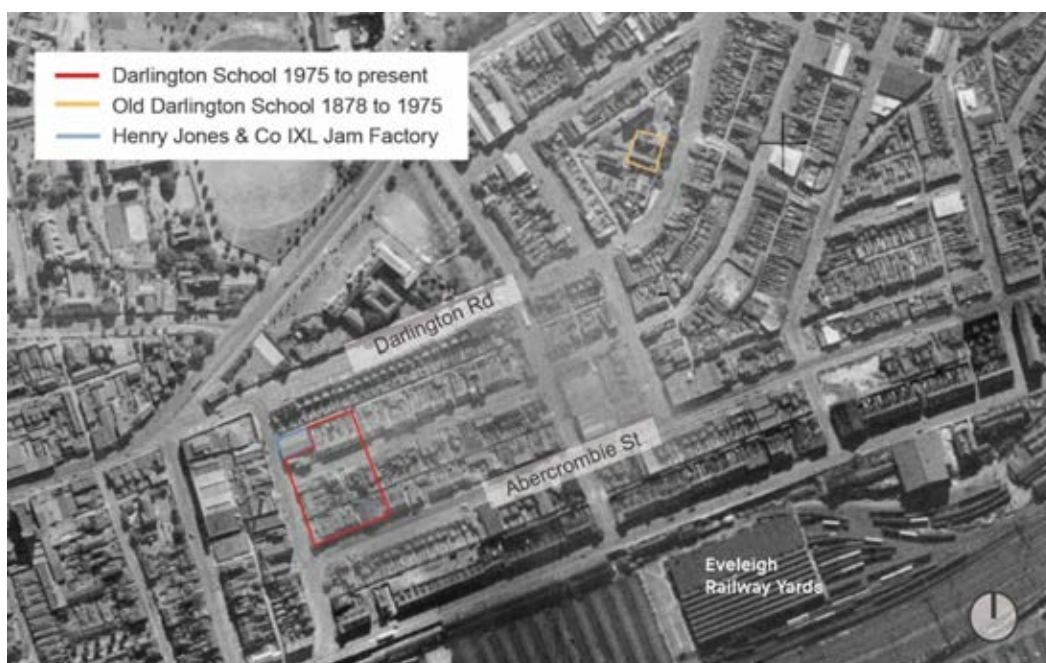 Darlington School 1975 to present
Old Darlington School 1878 to 1975
Henry Jones & Co IXL Jam Factory
Darlington Rd
Abercrombie St
Eveleigh
Railway Yards